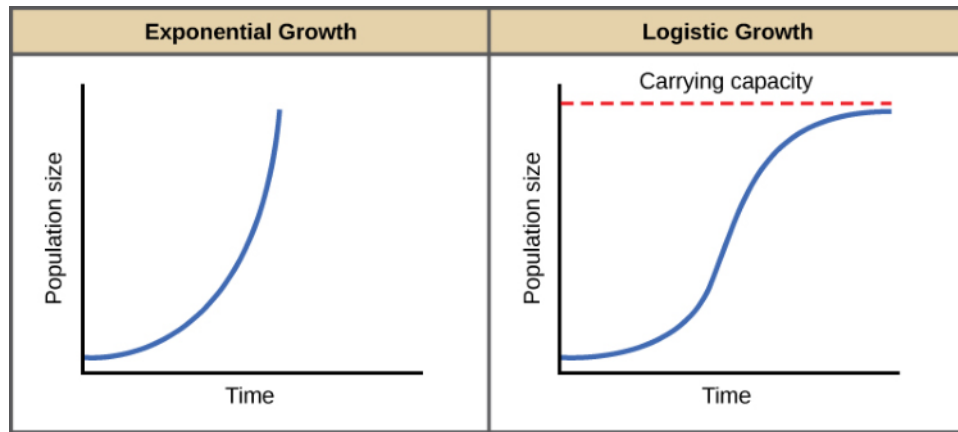 Exponential Growth
Logistic Growth
Population size
Time
Carrying capacity
Population size
Time